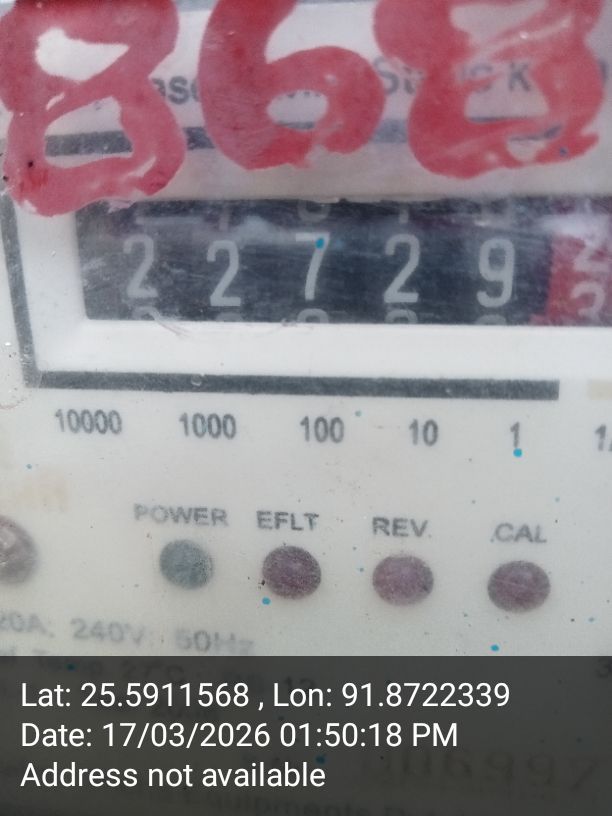 868
22729
10000 1000 100 10 1
POWER EFLT REV. CAL
20A; 240V; 50Hz
Lat: 25.5911568 , Lon: 91.8722339
Date: 17/03/2026 01:50:18 PM
Address not available